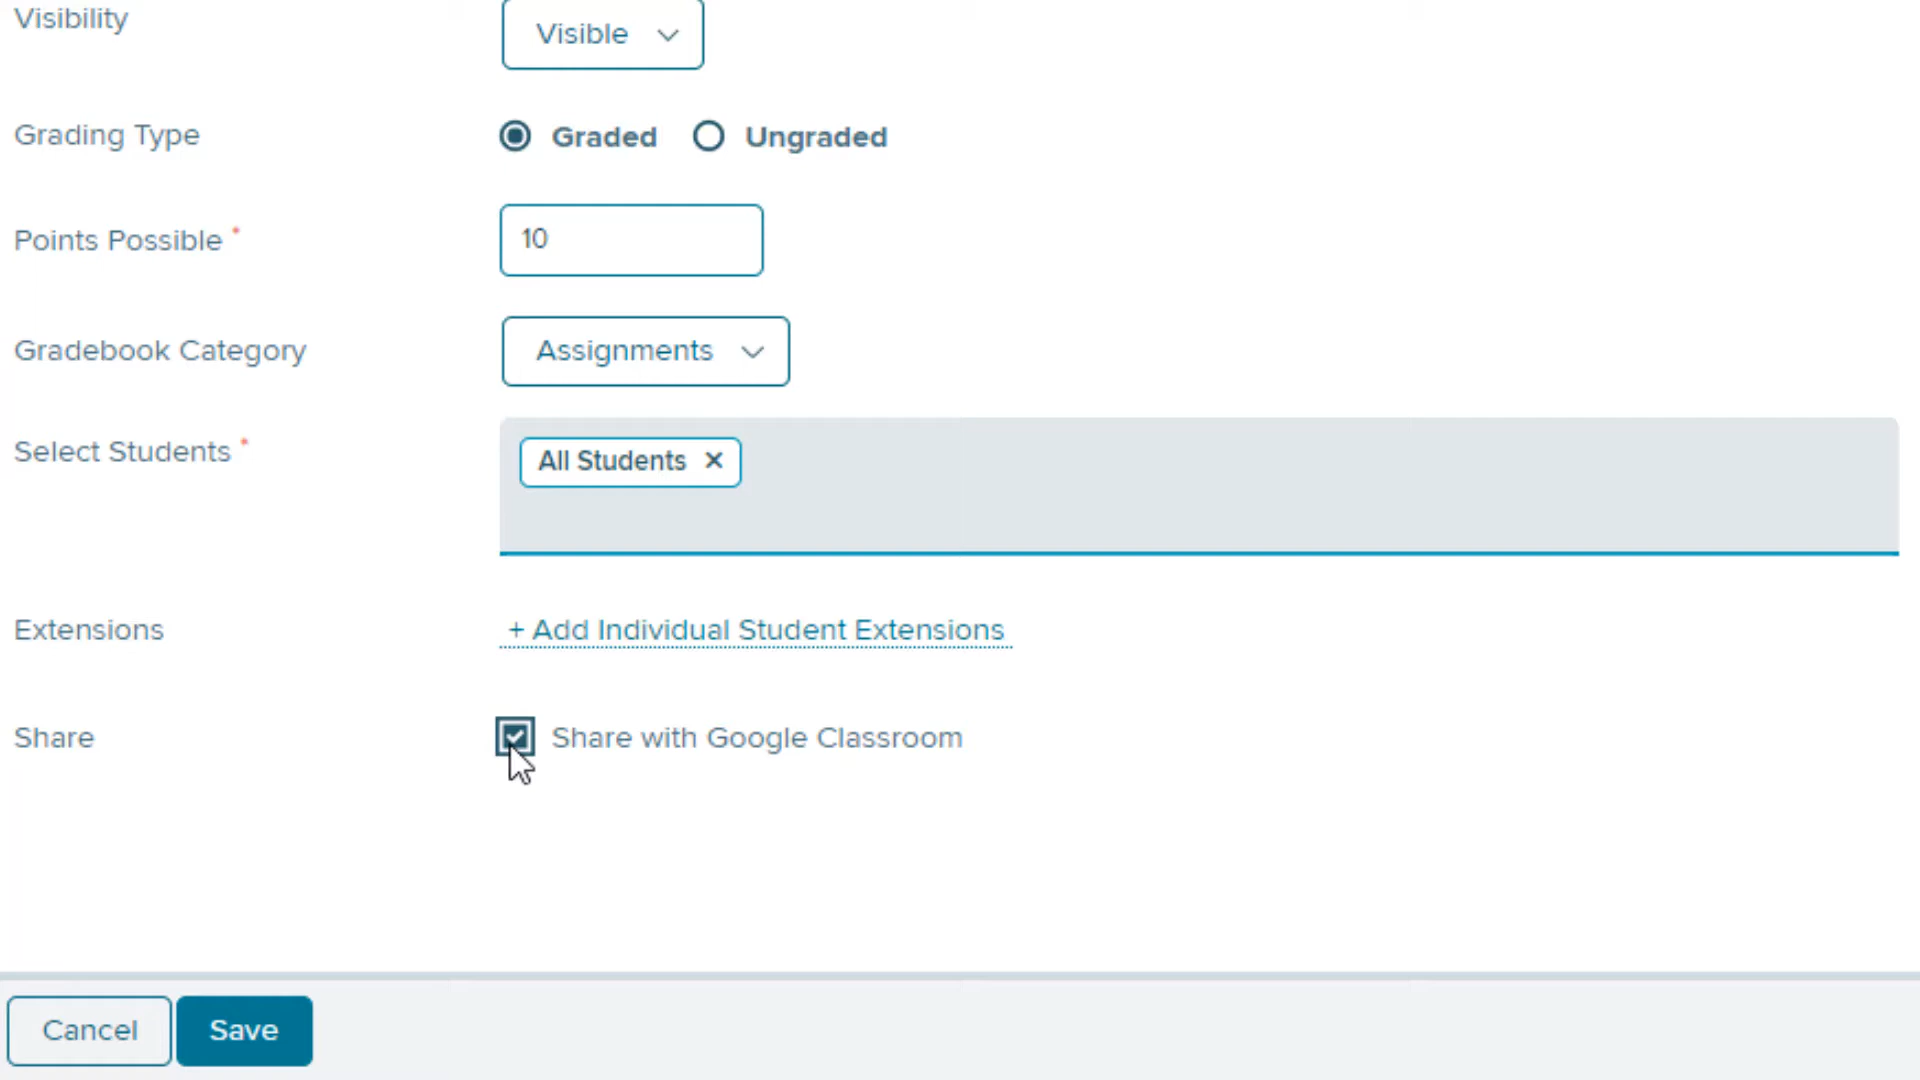 Visibility
Visible
Grading Type
Graded Ungraded
Points Possible *
10
Gradebook Category
Assignments
Select Students *
All Students ×
Extensions
+ Add Individual Student Extensions
Share
Share with Google Classroom
Cancel Save